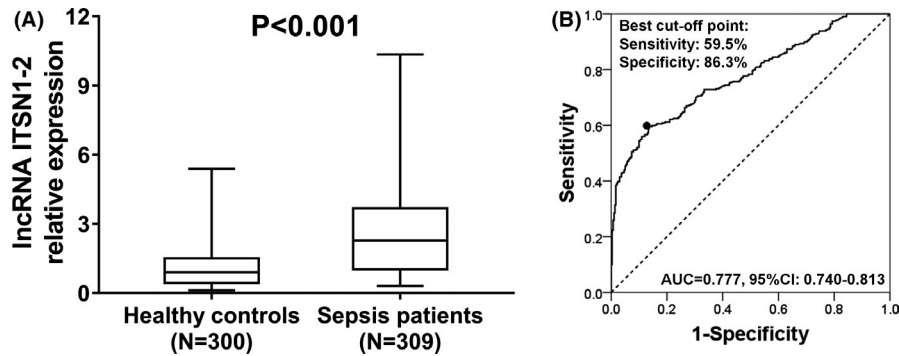 (A)
P<0.001
lncRNA ITSN1-2
relative expression
12
9
6
3
0
Healthy controls
(N=300)
Sepsis patients
(N=309)
(B)
Best cut-off point:
Sensitivity: 59.5%
Specificity: 86.3%
Sensitivity
1.0
0.8
0.6
0.4
0.2
0.0
AUC=0.777, 95%CI: 0.740-0.813
0.0 0.2 0.4 0.6 0.8 1.0
1-Specificity